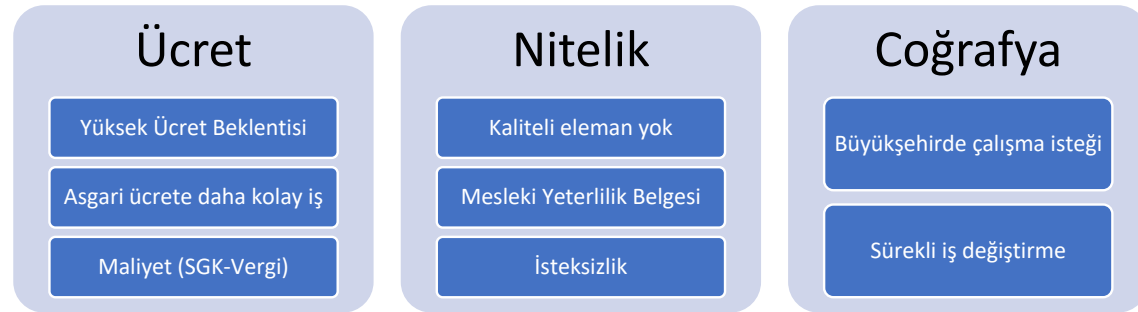 Ücret
Yüksek Ücret Beklentisi
Asgari ücrete daha kolay iş
Maliyet (SGK-Vergi)
Nitelik
Kaliteli eleman yok
Mesleki Yeterlilik Belgesi
İsteksizlik
Coğrafya
Büyükşehirde çalışma isteği
Sürekli iş değiştirme